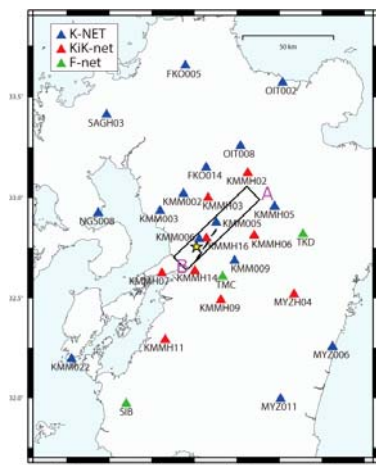 K-NET
KiK-net
F-net
50 km
FKO005
OIT002
33.5˚
SAGH03
OIT008
FKO014
KMMH02
A
KMM002
KMMH03
33.0˚
KMM003
KMM005
KMMH05
NGS008
KMM006
KMMH16
KMMH06
TKD
B
KMM009
KMMH07
KMMH14
TMC
32.5˚
KMMH09
MYZH04
KMMH11
MYZ006
KMM022
32.0˚
SIB
MYZ011